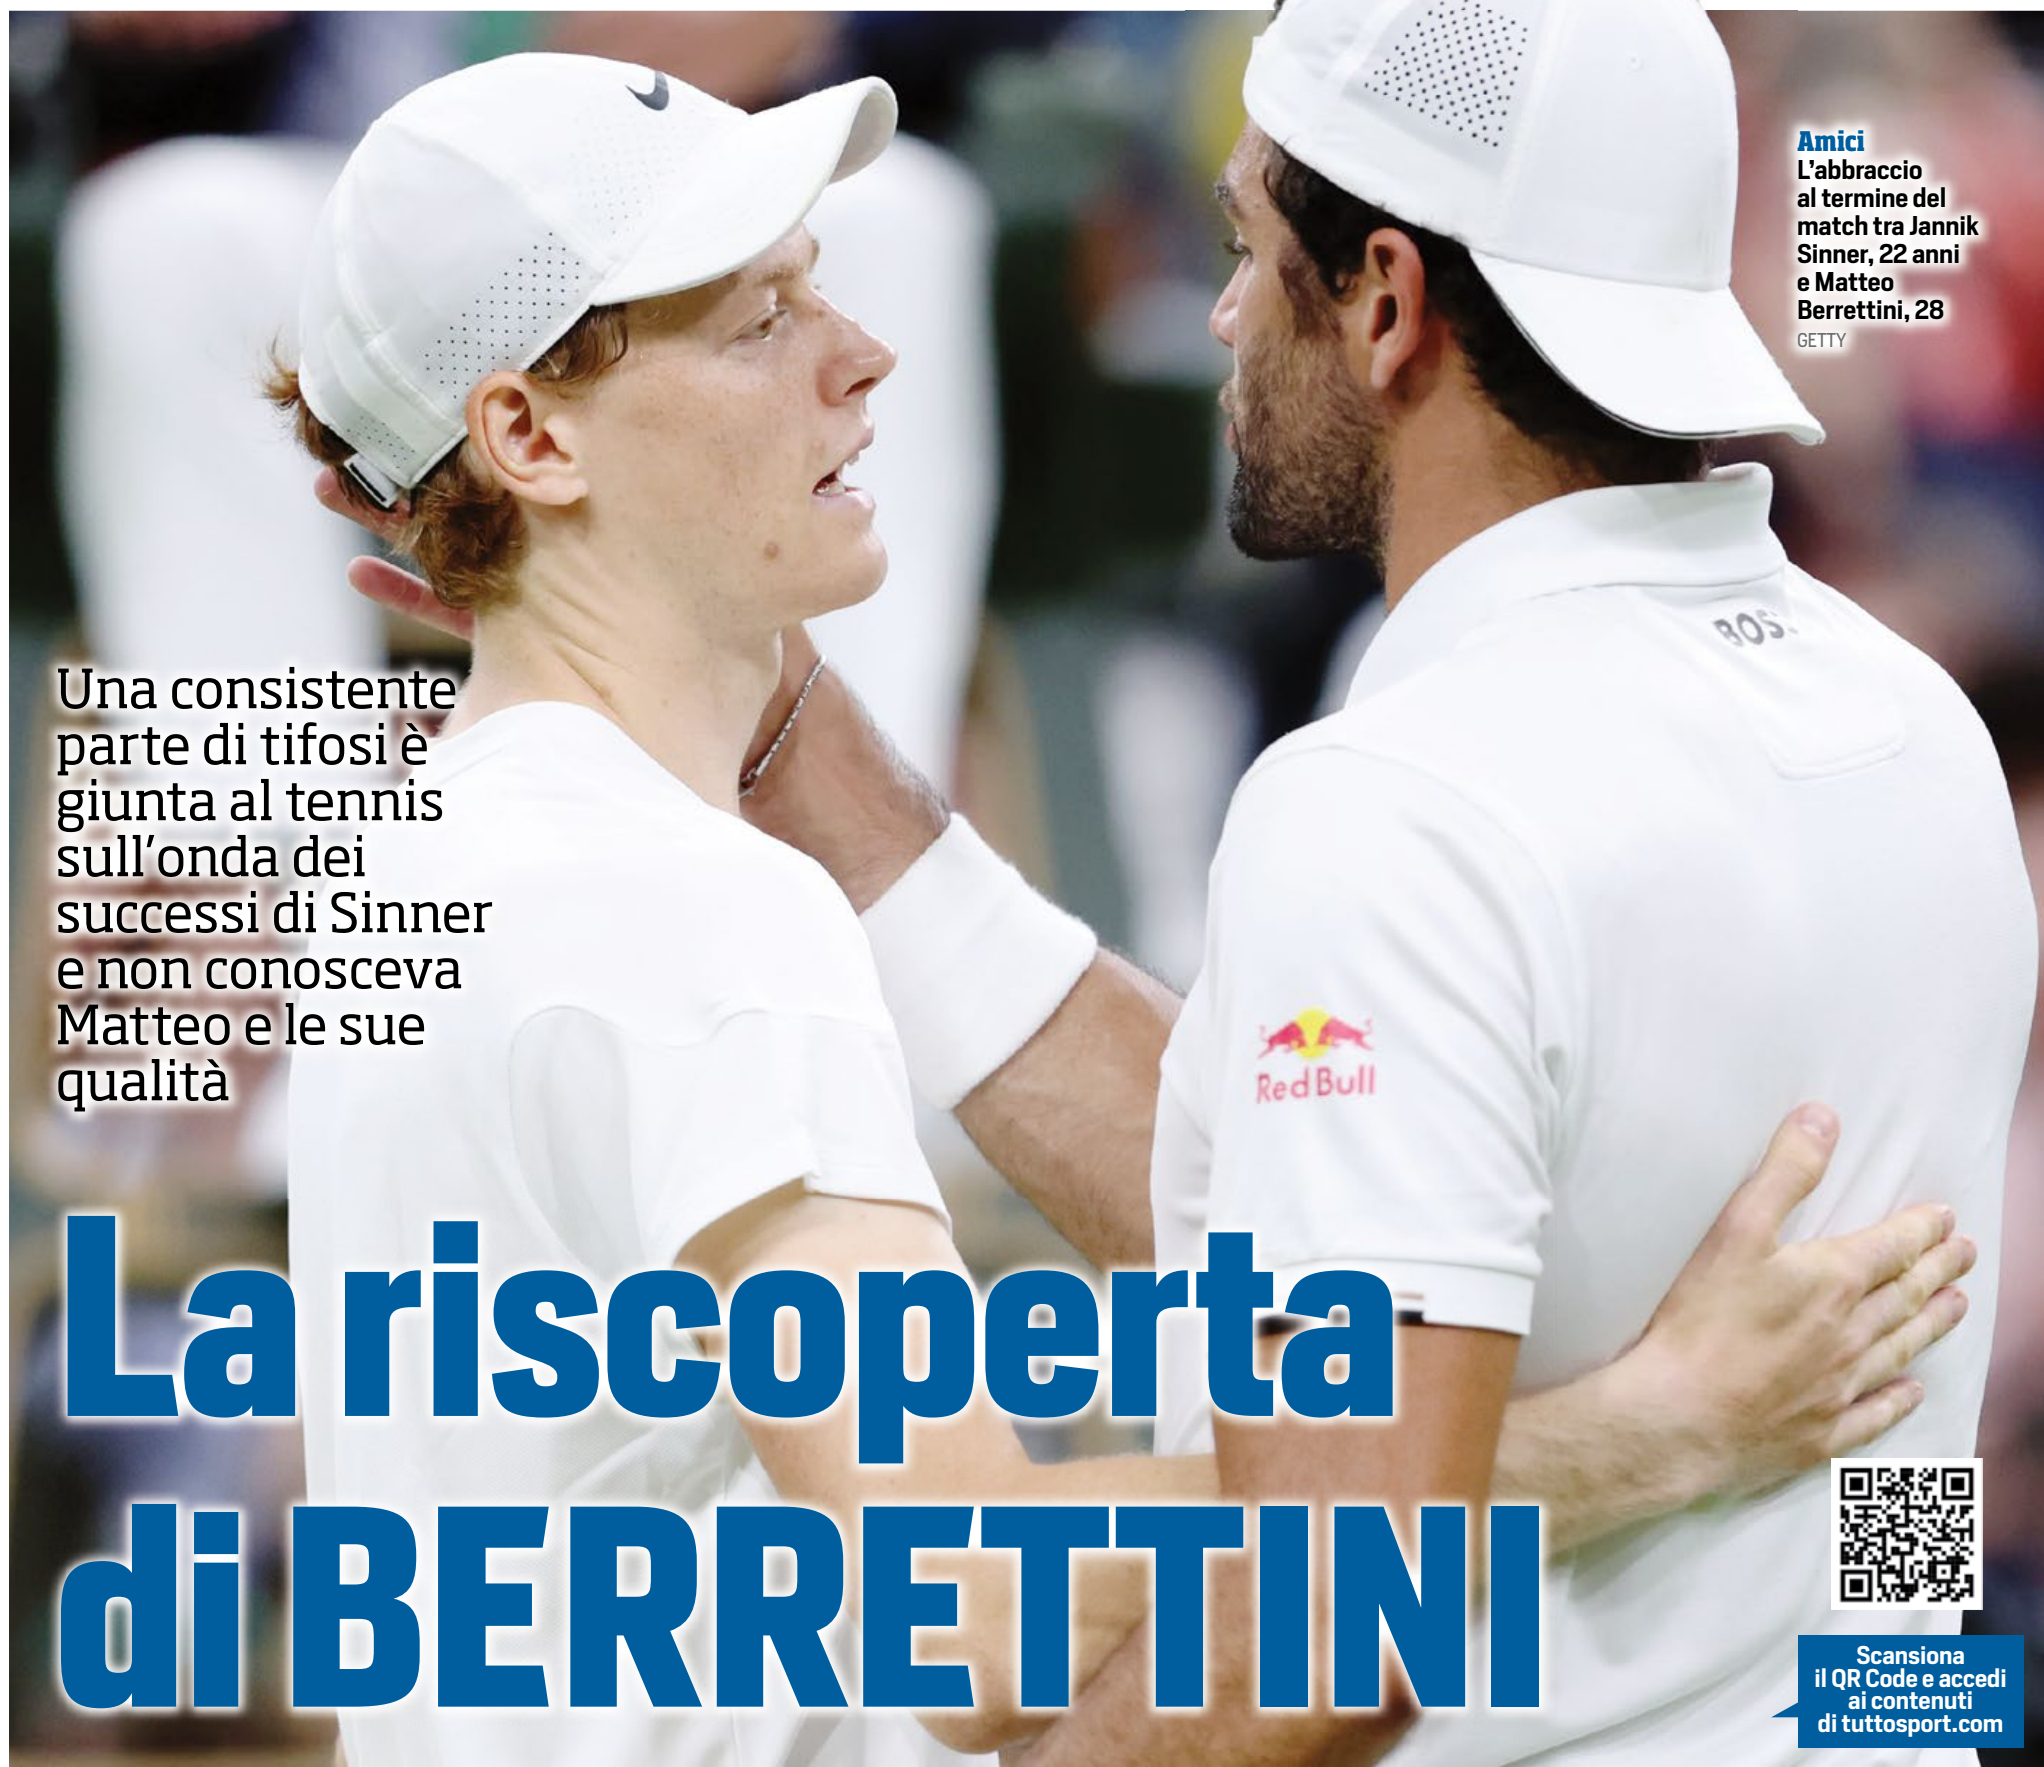 Amici
L'abbraccio
al termine del
match tra Jannik
Sinner, 22 anni
e Matteo
Berrettini, 28
GETTY
Una consistente
parte di tifosi è
giunta al tennis
sull'onda dei
successi di Sinner
e non conosceva
Matteo e le sue
qualità
Red Bull
La riscoperta
di BERRETTINI
Scansiona
il QR Code e accedi
ai contenuti
di tuttosport.com